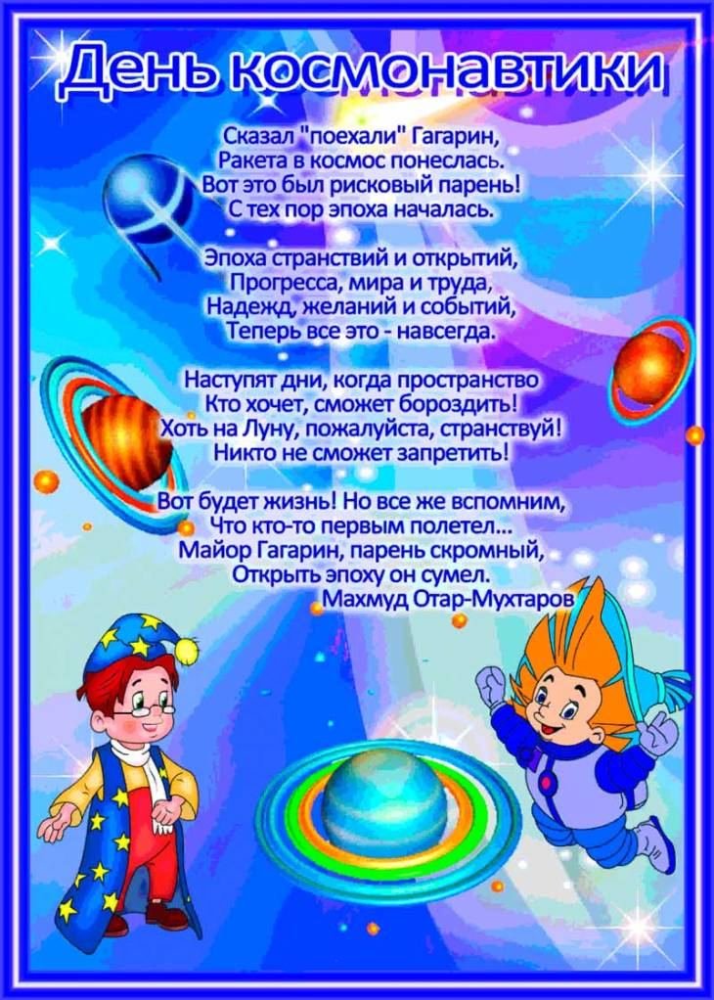 День космонавтики
Сказал "поехали" Гагарин,
Ракета в космос понеслась.
Вот это был рисковый парень!
С тех пор эпоха началась.
Эпоха странствий и открытий,
Прогресса, мира и труда,
Надежд, желаний и событий,
Теперь все это - навсегда.
Наступят дни, когда пространство
Кто хочет, сможет бороздить!
Хоть на Луну, пожалуйста, странствуй!
Никто не сможет запретить!
Вот будет жизнь! Но все же вспомним,
Что кто-то первым полетел...
Майор Гагарин, парень скромный,
Открыть эпоху он сумел.
Махмуд Отар-Мухтаров